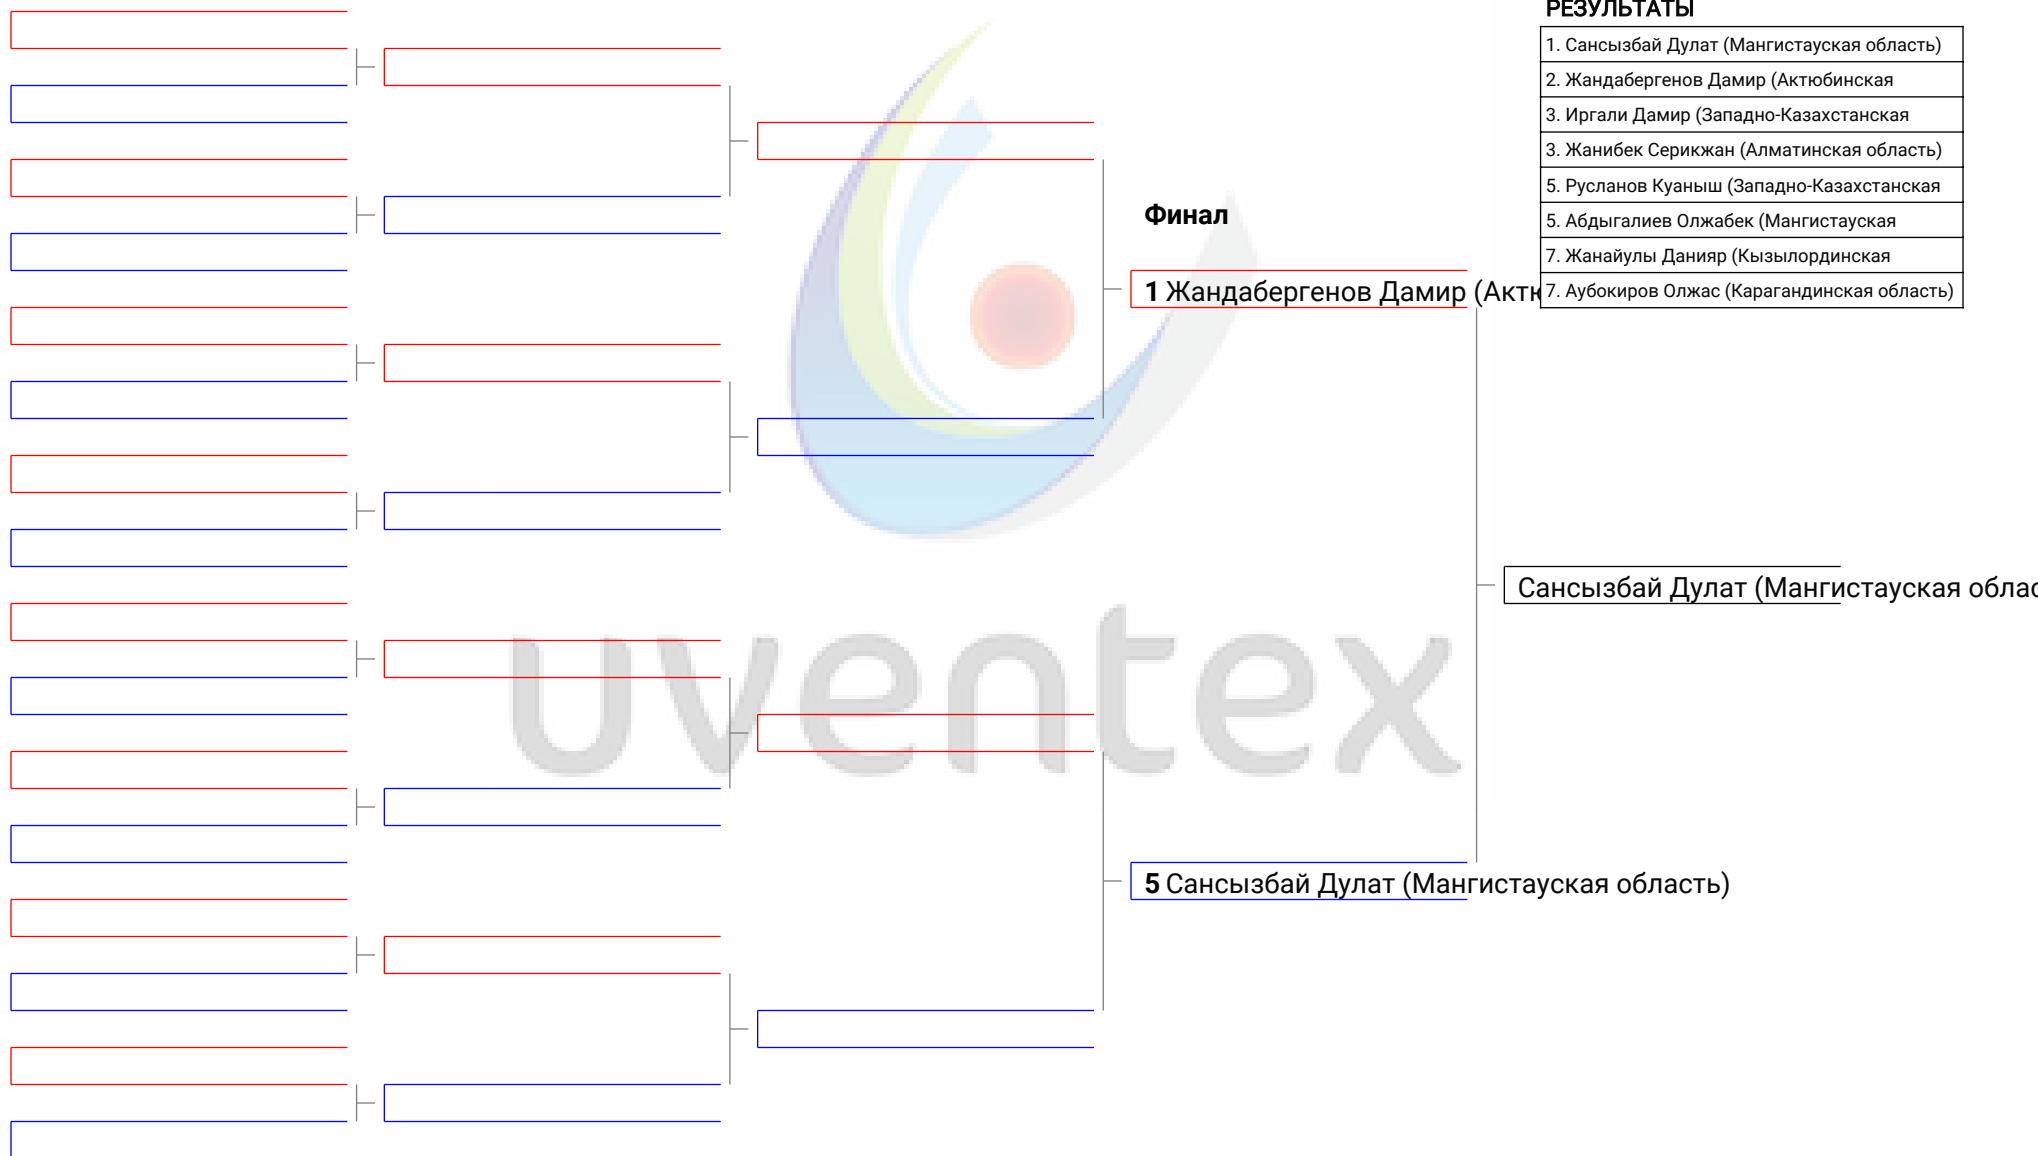 РЕЗУЛЬТАТЫ
1. Сансызбай Дулат (Мангистауская область)
2. Жандабергенов Дамир (Актюбинская
3. Иргали Дамир (Западно-Казахстанская
3. Жанибек Серикжан (Алматинская область)
5. Русланов Куаныш (Западно-Казахстанская
5. Абдыгалиев Олжабек (Мангистауская
7. Жанайулы Данияр (Кызылординская
7. Аубокиров Олжас (Карагандинская область)
Финал
1 Жандабергенов Дамир (Актю
Сансызбай Дулат (Мангистауская облас
uventex
5 Сансызбай Дулат (Мангистауская область)